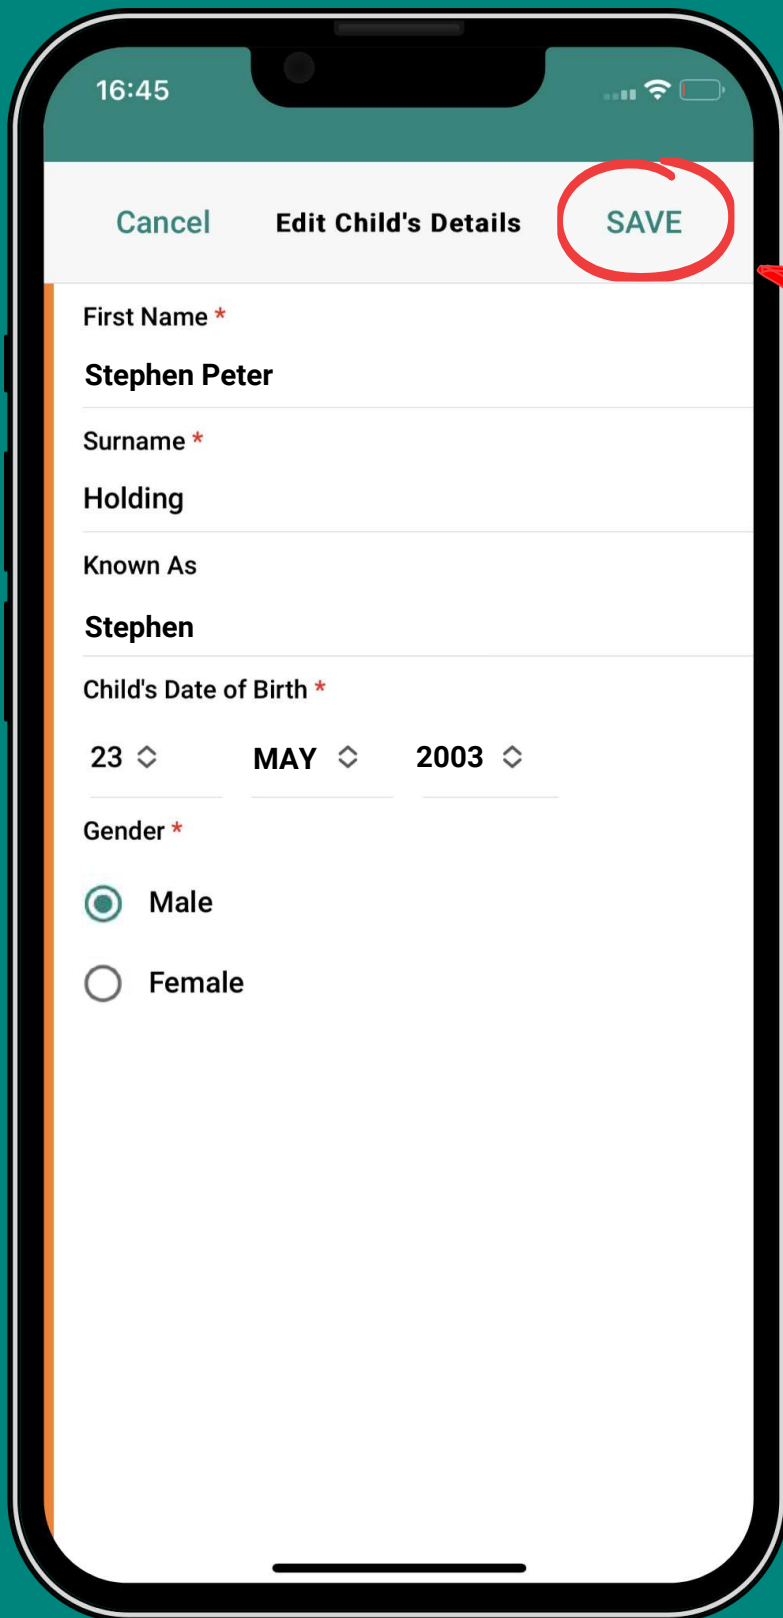 16:45
Cancel Edit Child's Details SAVE
First Name *
Stephen Peter
Surname *
Holding
Known As
Stephen
Child's Date of Birth *
23 MAY 2003
Gender *
Male
Female